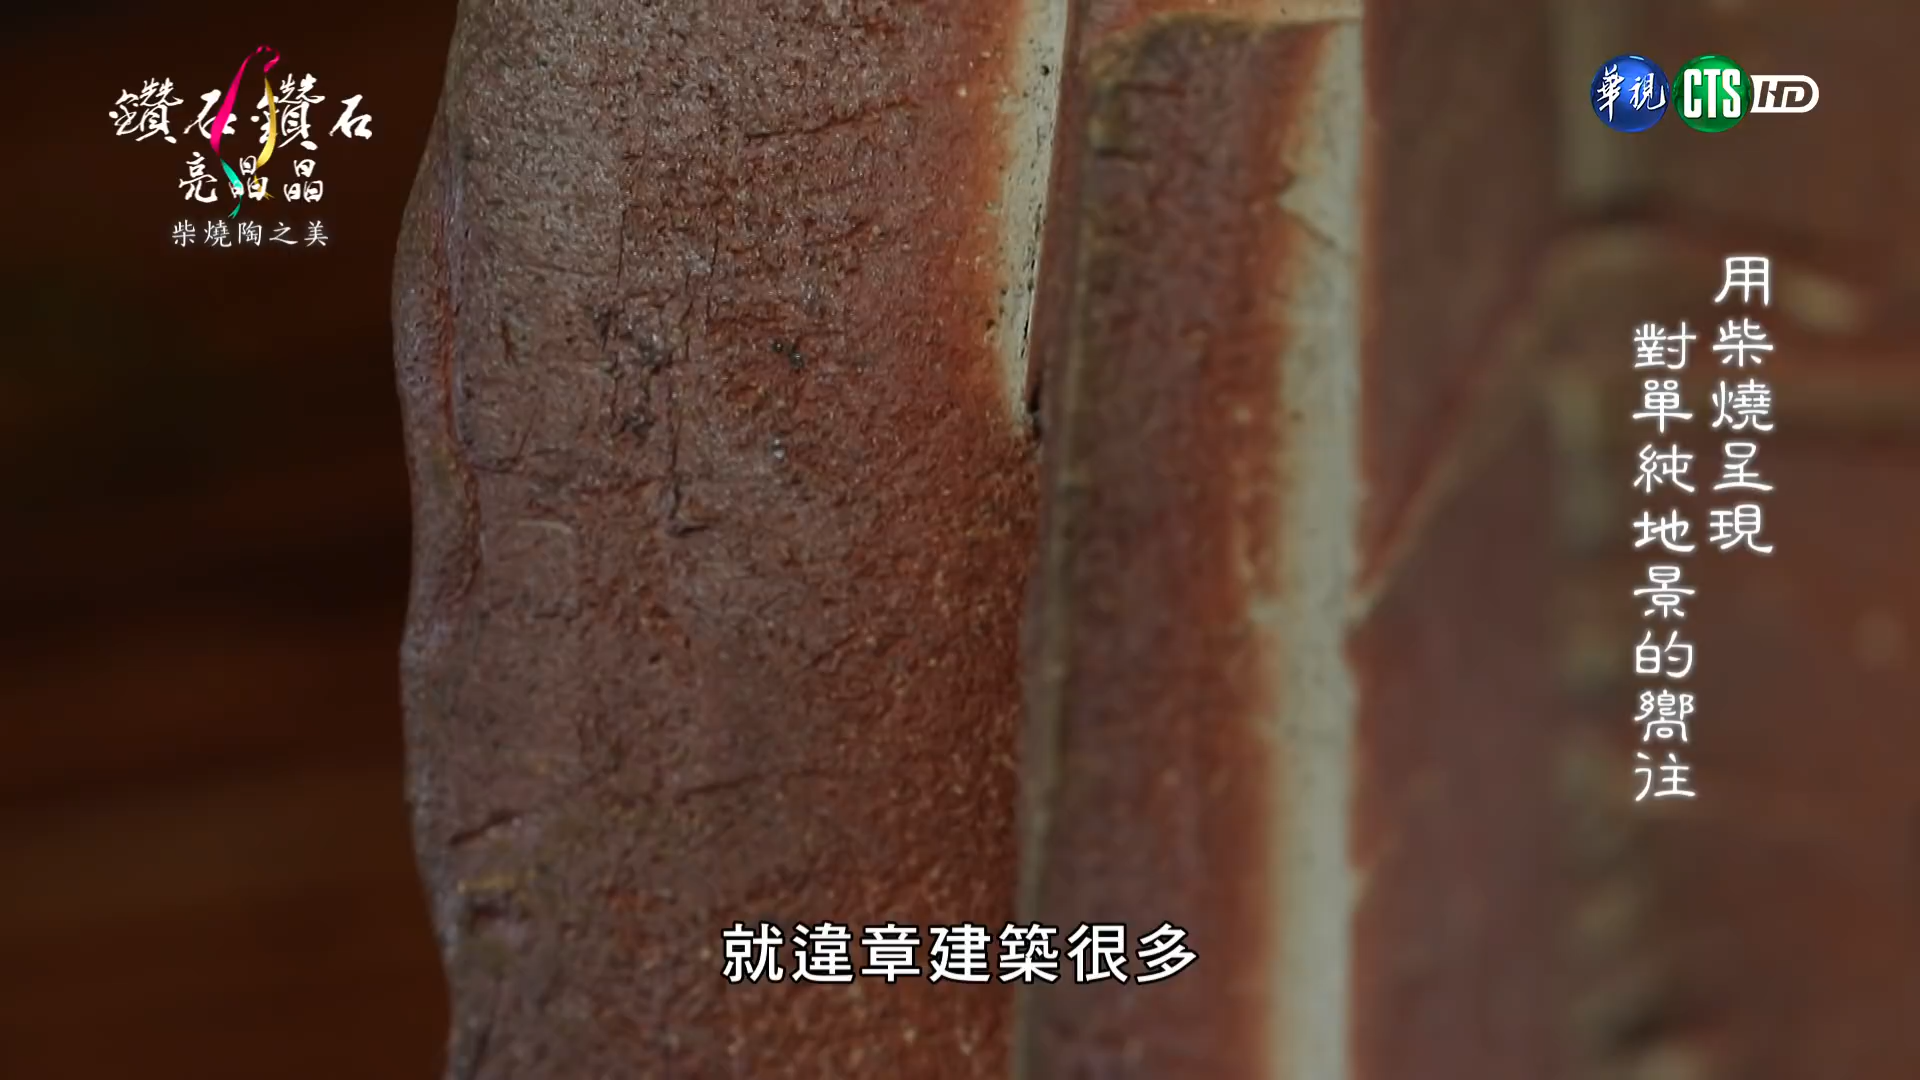 鑽石鑽石
亮晶晶
柴燒陶之美
華視 CTS HD
用柴燒呈現
對單純地景的嚮往
就違章建築很多